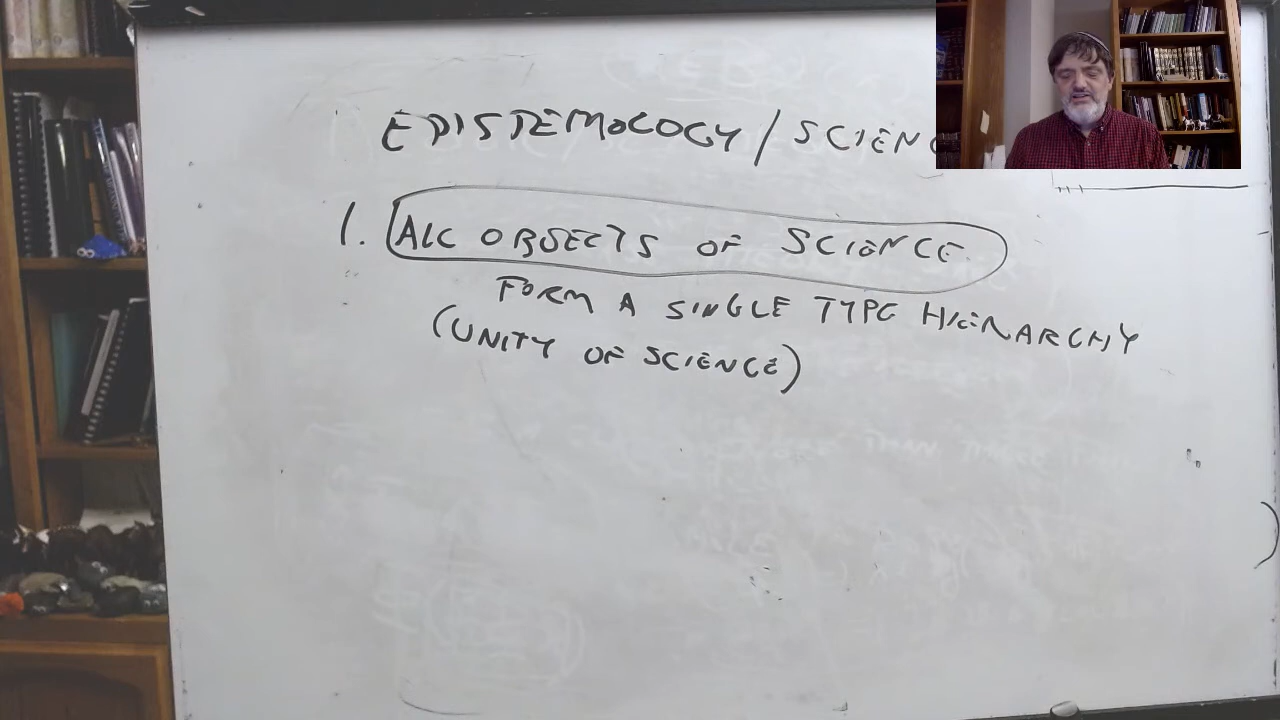 EPISTEMOLOGY / SCIENC
1. ALL OBJECTS OF SCIENCE
FORM A SINGLE TYPE HIERARCHY
(UNITY OF SCIENCE)